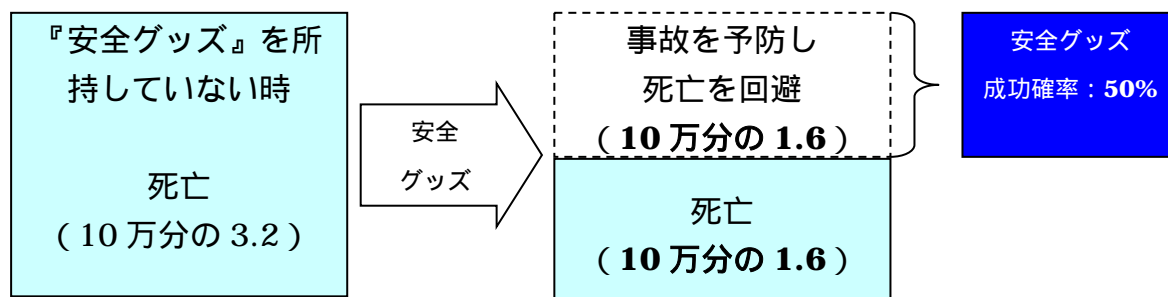 『安全グッズ』を所
持していない時
死亡
（10 万分の 3.2）
安全
グッズ
事故を予防し
死亡を回避
（10 万分の 1.6）
死亡
（10 万分の 1.6）
安全グッズ
成功確率：50%